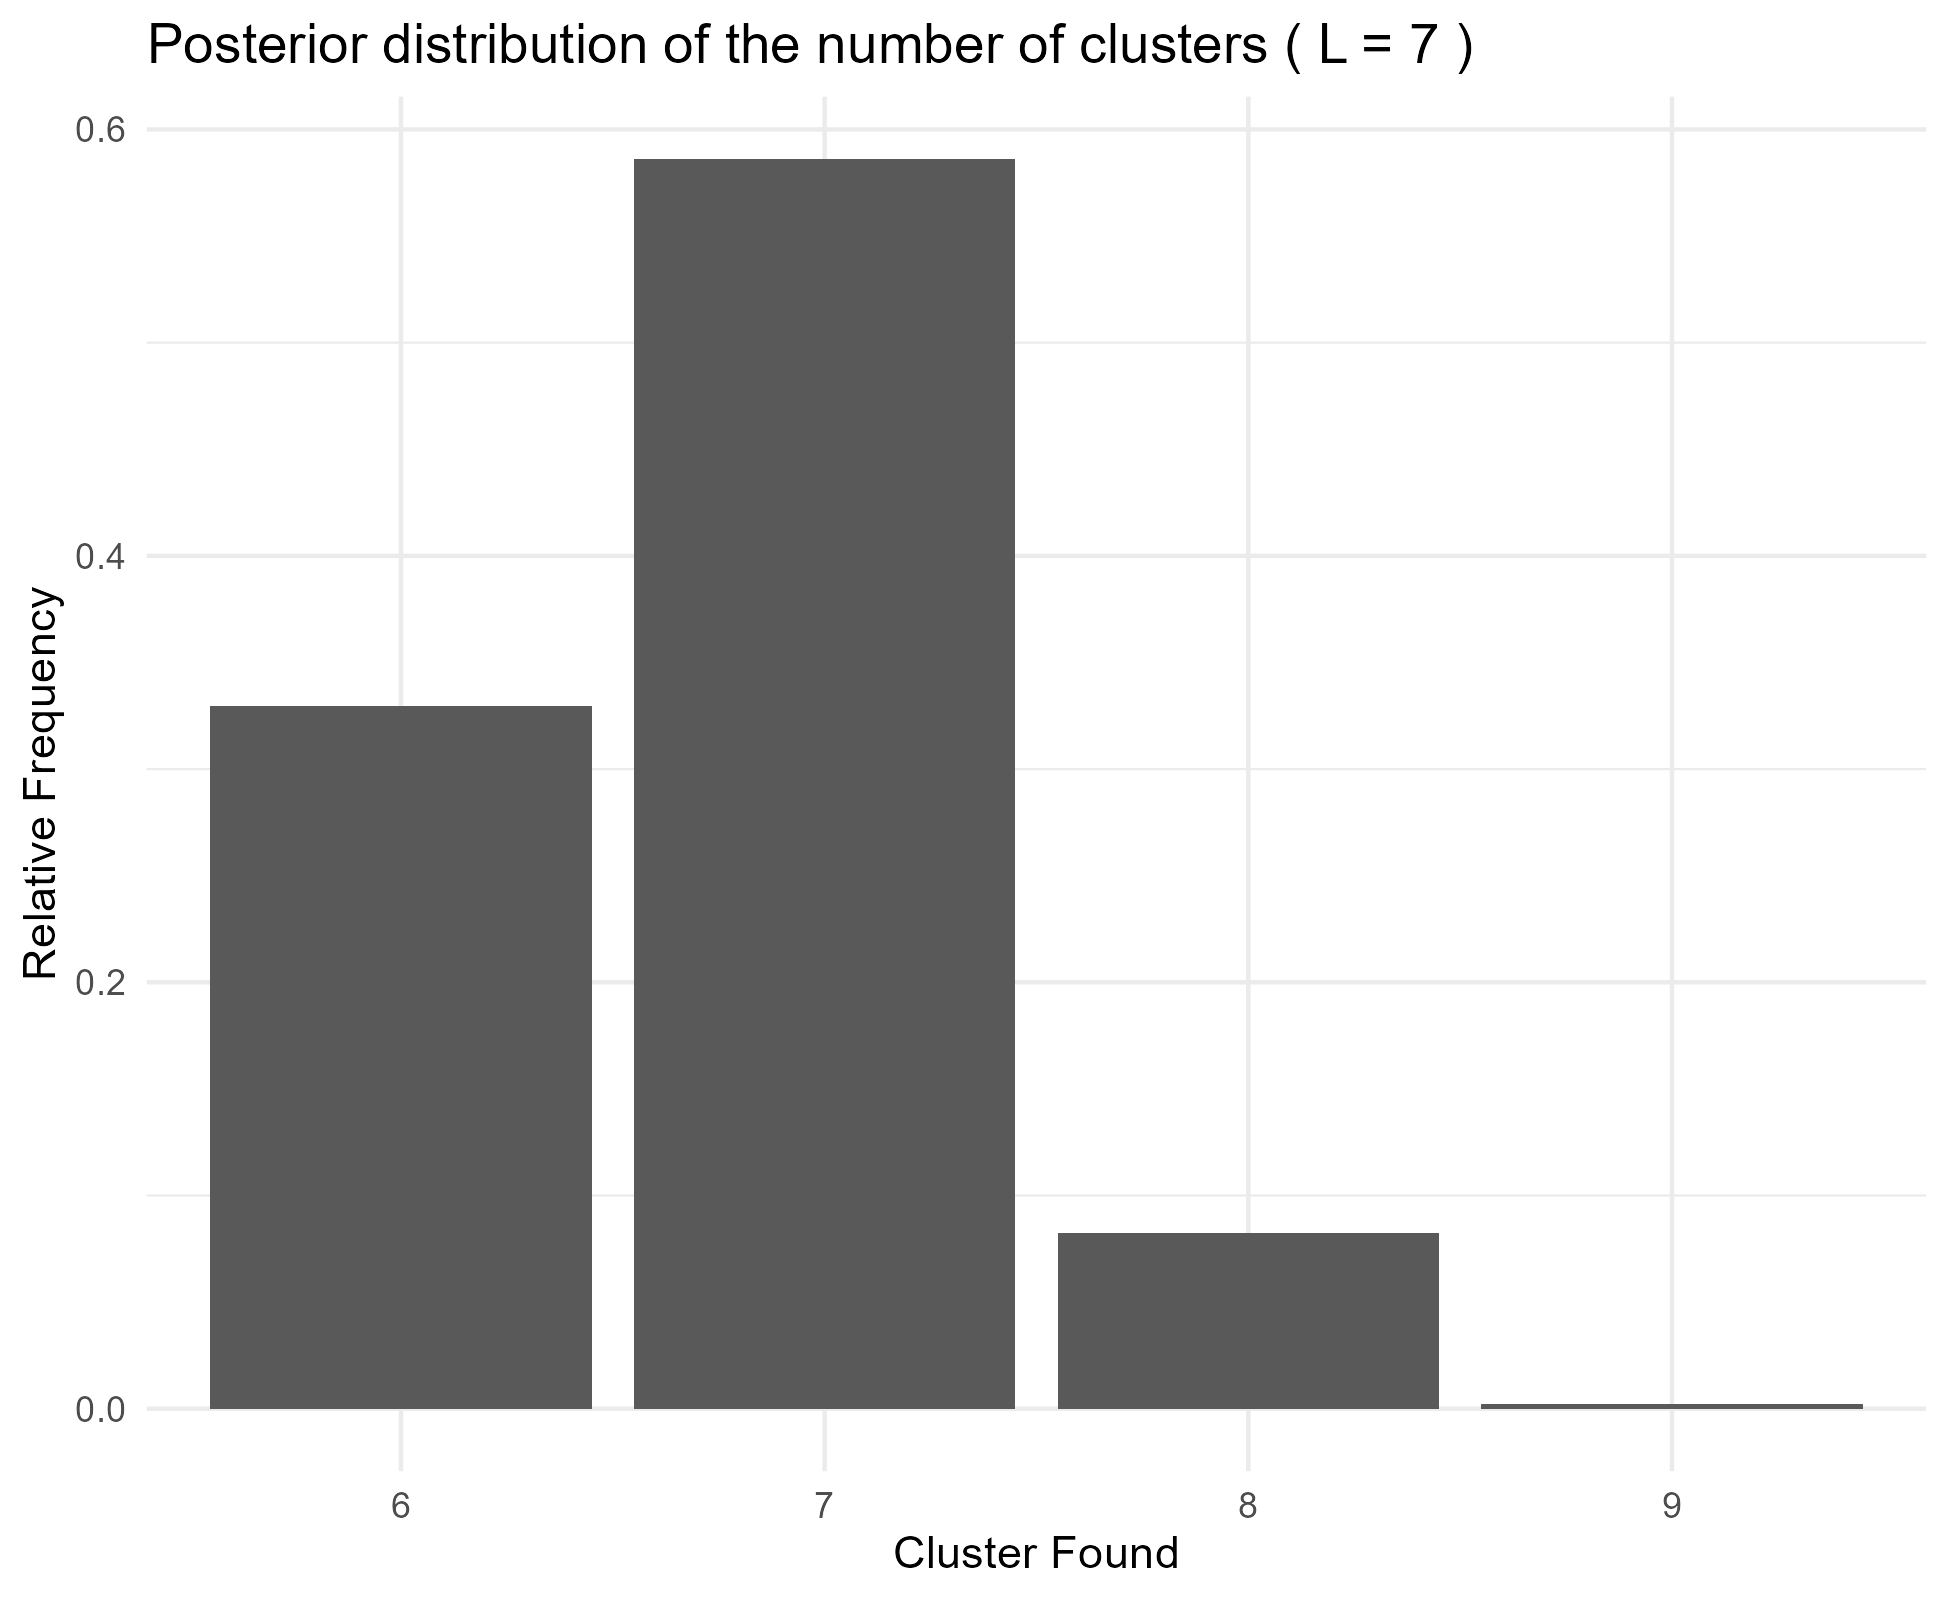 Posterior distribution of the number of clusters ( L = 7 )
Relative Frequency
0.6
0.4
0.2
0.0
6 7 8 9
Cluster Found